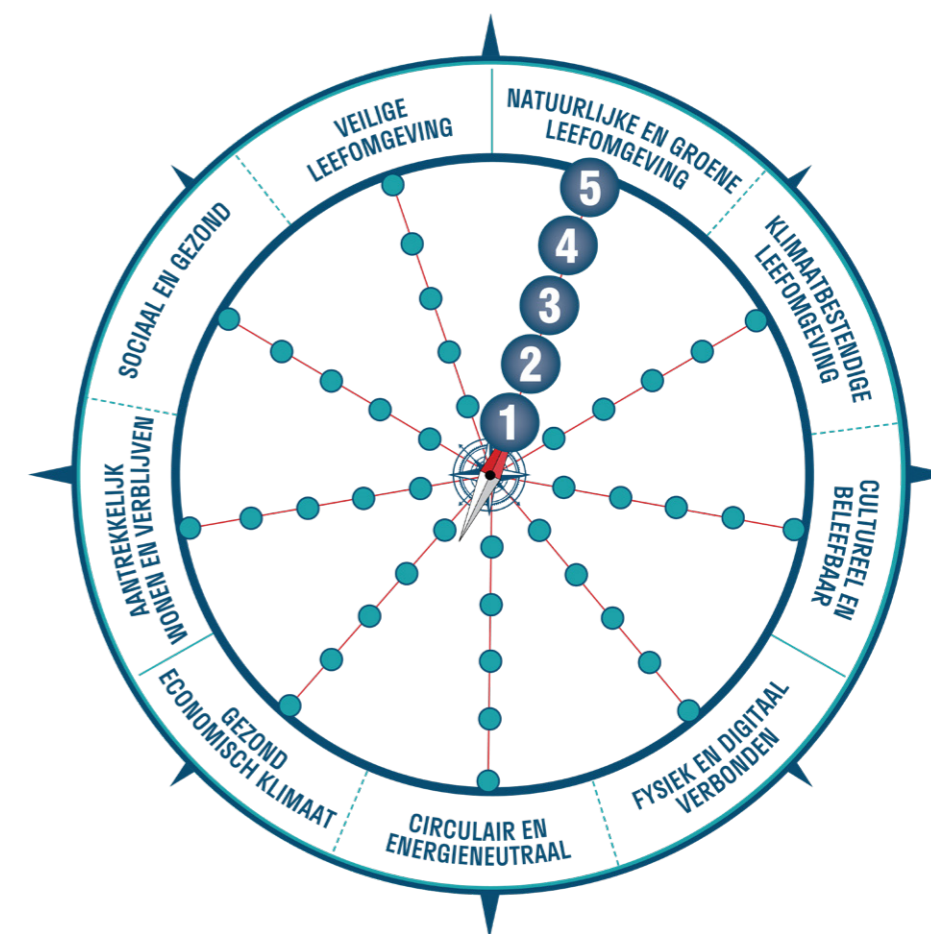 NATUURLIJKE EN GROENE
LEEFOMGEVING
KLIMAATBESTENDIGE
LEEFOMGEVING
CULTUREEL EN
BELEEFBAAR
FYSIEK EN DIGITAAL
VERBONDEN
CIRCULAIR EN
ENERGIENEUTRAAL
GEZOND
ECONOMISCH KLIMAAT
AANTREKKELIJK
WONEN EN VERBLIJVEN
SOCIAAL EN GEZOND
VEILIGE
LEEFOMGEVING
5
4
3
2
1